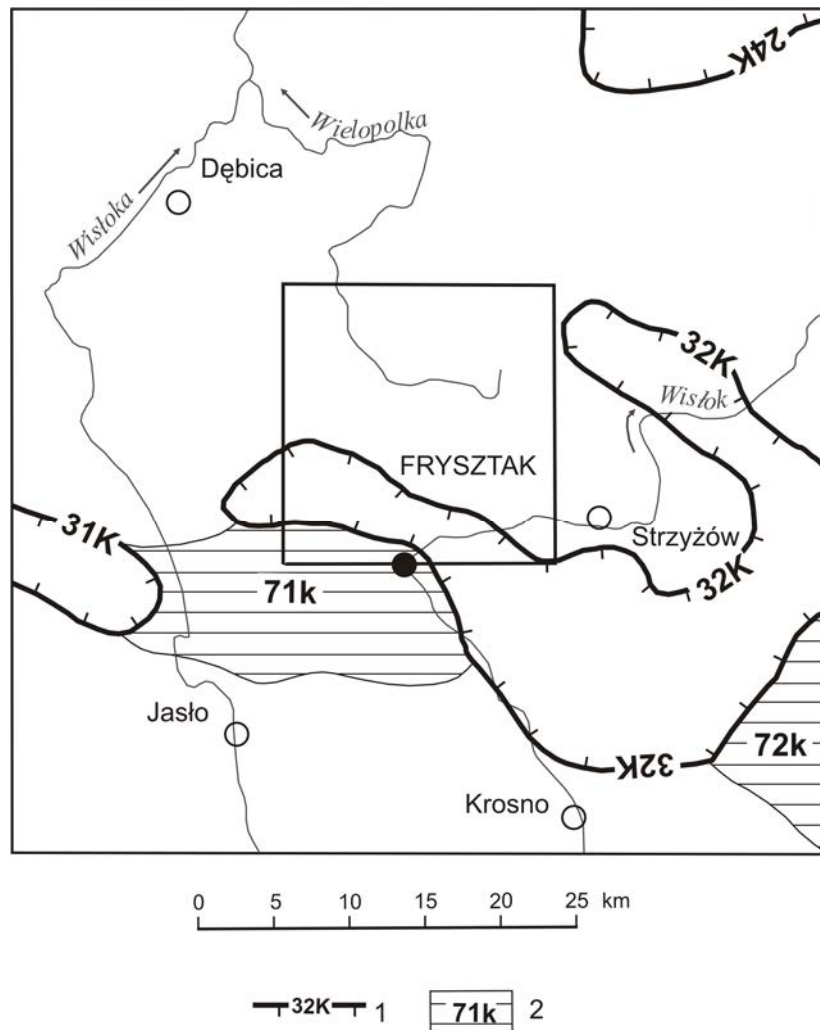 24K
Wielopolka
Dębica
Wisłoka
32K
Wisłok
FRYSZTAK
31K
Strzyżów
32K
71k
Jasło
72k
32K
Krosno
0 5 10 15 20 25 km
32K 1 71k 2